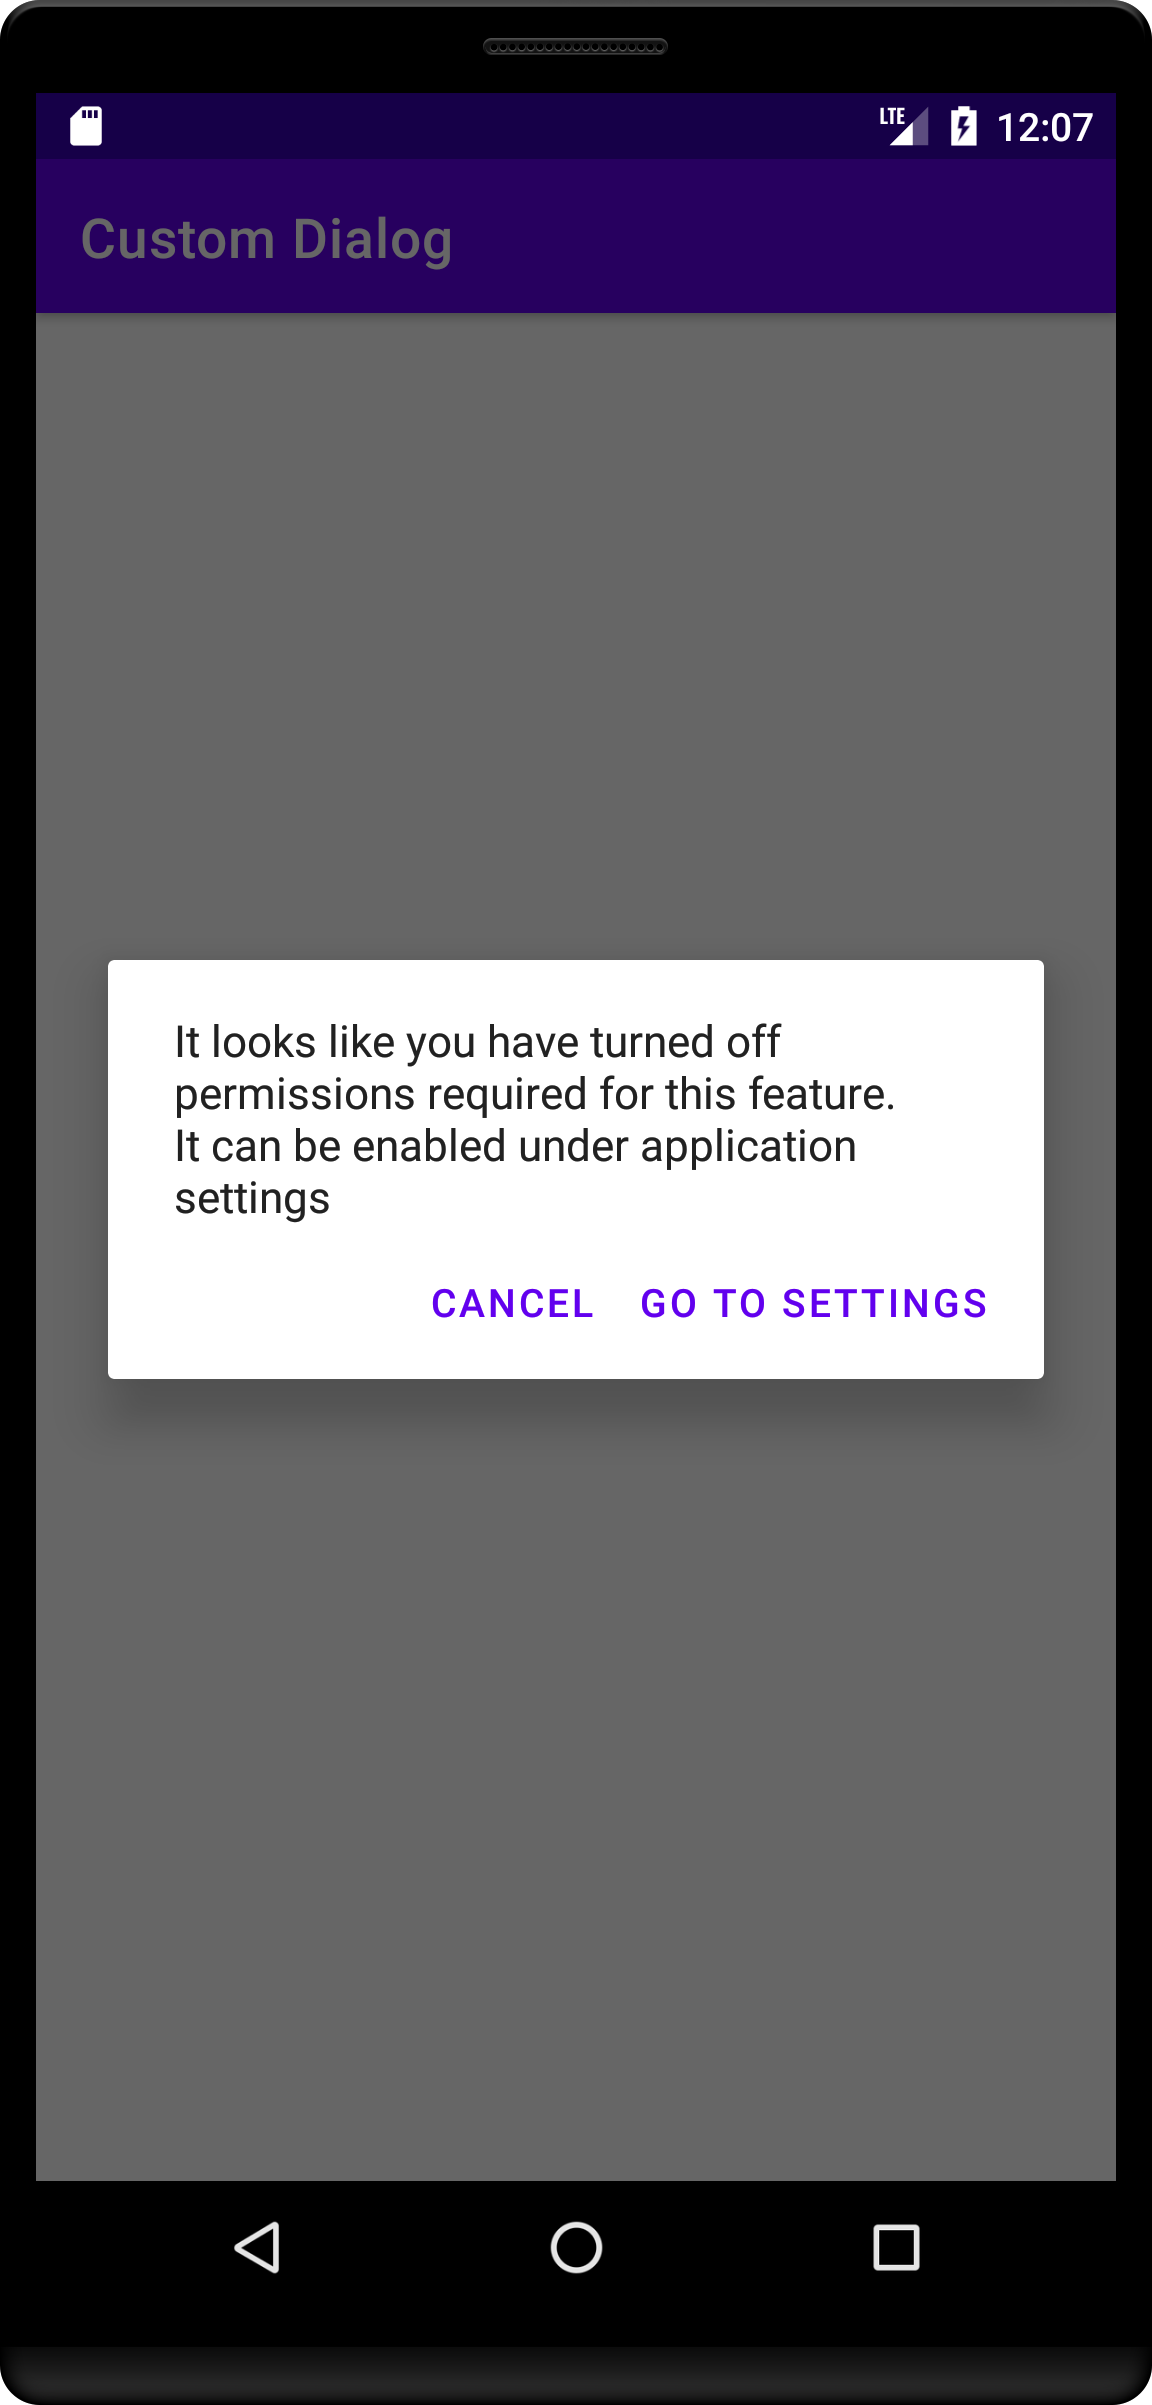 LTE 12:07
Custom Dialog
It looks like you have turned off
permissions required for this feature.
It can be enabled under application
settings
CANCEL GO TO SETTINGS